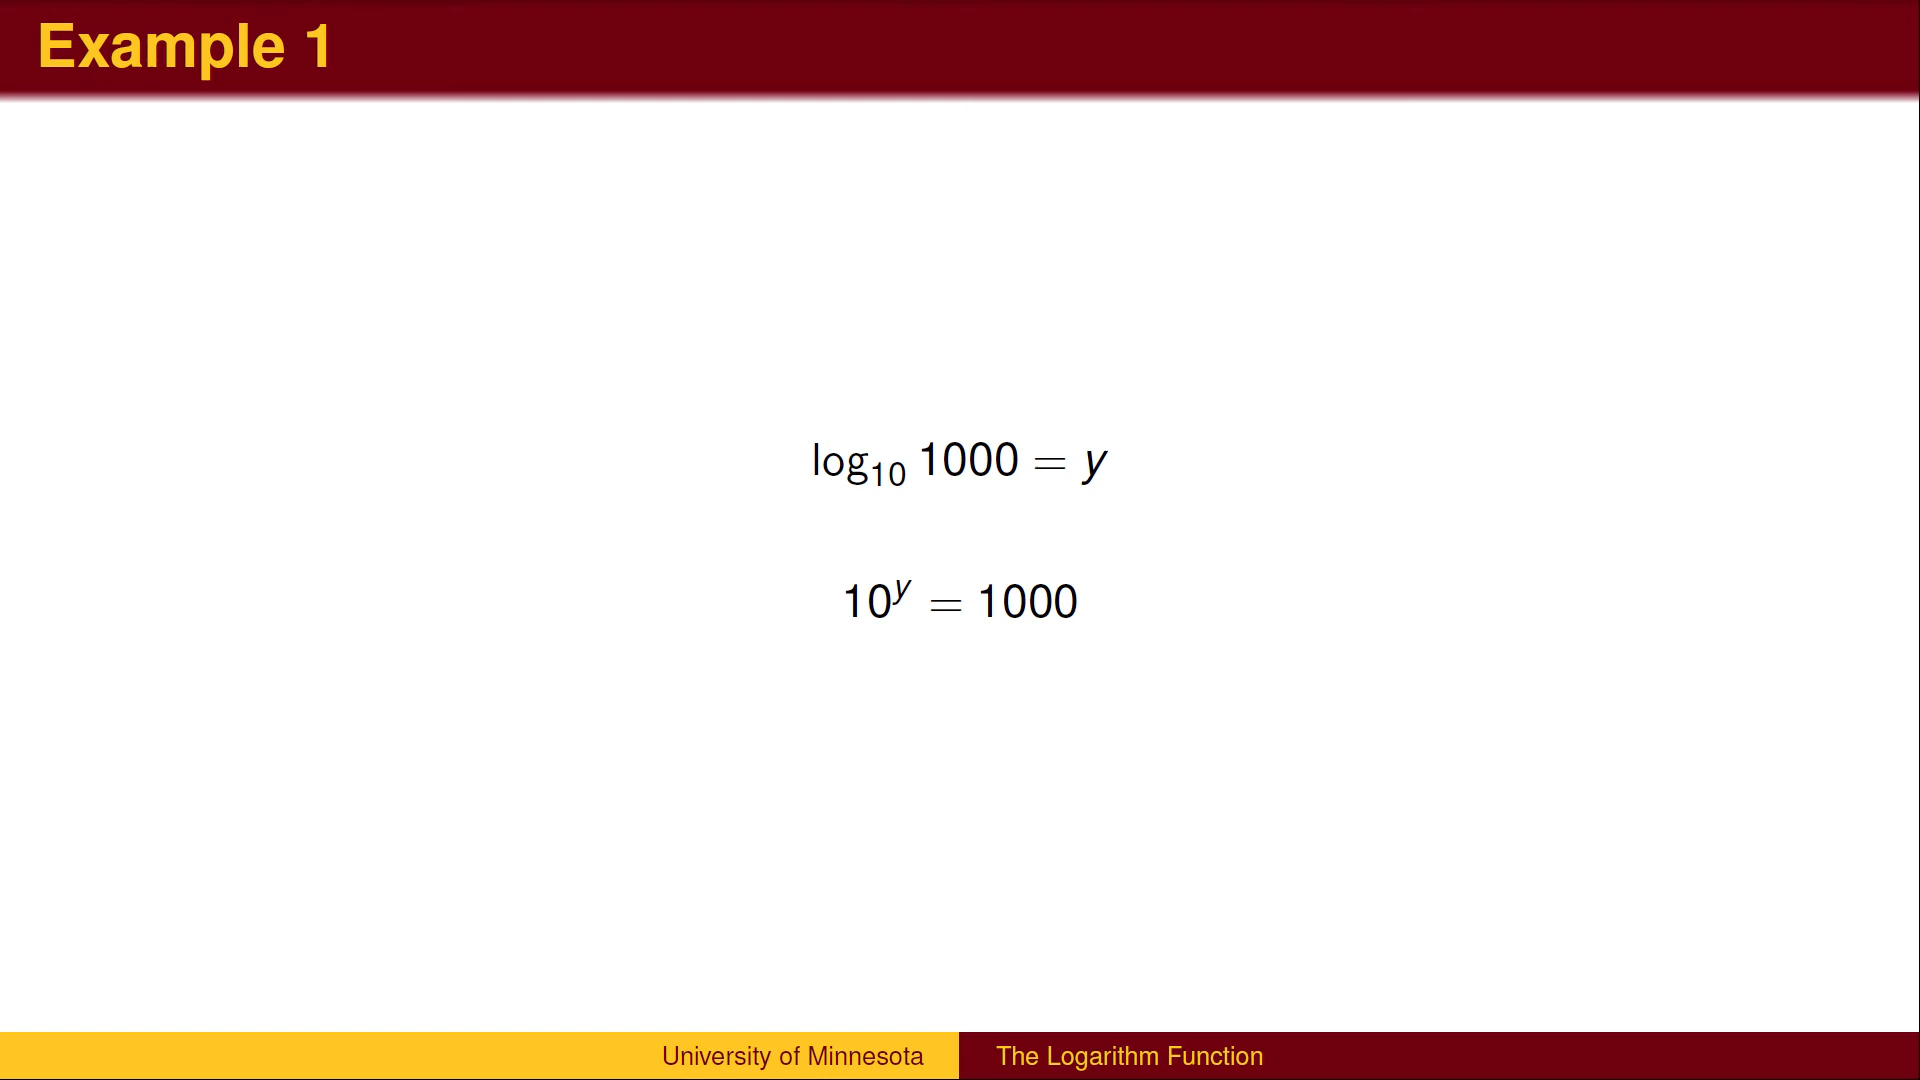 Example 1
log₁₀ 1000 = y
10ʸ = 1000
University of Minnesota
The Logarithm Function